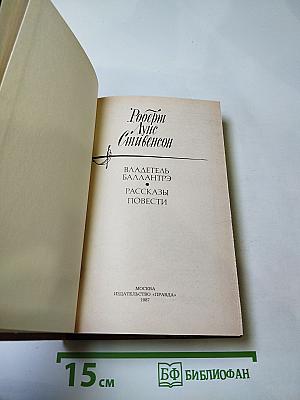 Роберт
Луис
Стивенсон
ВЛАДЕТЕЛЬ
БАЛЛАНТРЭ
•
РАССКАЗЫ
ПОВЕСТИ
МОСКВА
ИЗДАТЕЛЬСТВО «ПРАВДА»
1987
15 см
БФ БИБЛИОФАН